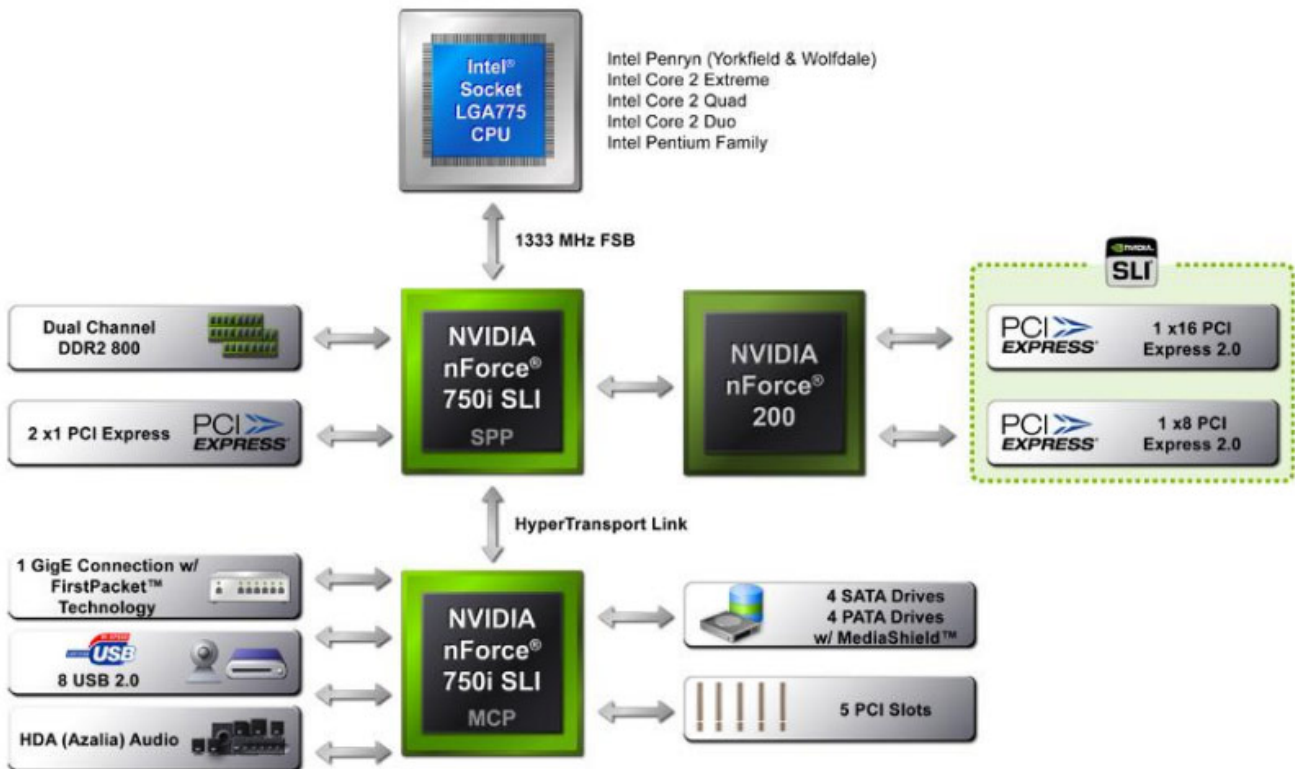 Intel®
Socket
LGA775
CPU
Intel Penryn (Yorkfield & Wolfdale)
Intel Core 2 Extreme
Intel Core 2 Quad
Intel Core 2 Duo
Intel Pentium Family
1333 MHz FSB
NVIDIA
SLI
Dual Channel
DDR2 800
NVIDIA
nForce®
750i SLI
SPP
NVIDIA
nForce®
200
PCI
EXPRESS®
1 x16 PCI
Express 2.0
2 x1 PCI Express
PCI
EXPRESS®
PCI
EXPRESS®
1 x8 PCI
Express 2.0
HyperTransport Link
1 GigE Connection w/
FirstPacket™
Technology
NVIDIA
nForce®
750i SLI
MCP
4 SATA Drives
4 PATA Drives
w/ MediaShield™
HI-SPEED
CERTIFIED
USB
8 USB 2.0
5 PCI Slots
HDA (Azalia) Audio